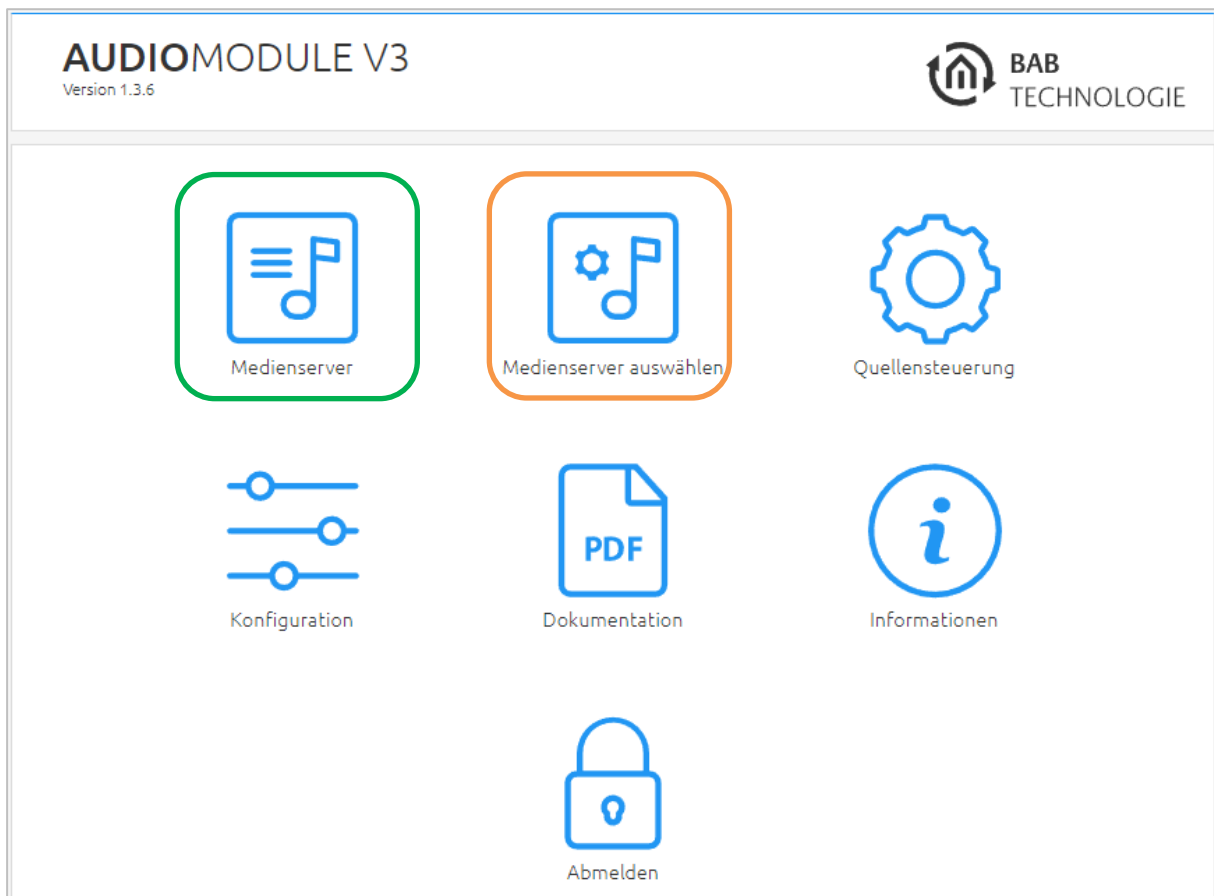 AUDIOMODULE V3
Version 1.3.6
BAB
TECHNOLOGIE
Medienserver
Medienserver auswählen
Quellensteuerung
PDF
Konfiguration
Dokumentation
Informationen
Abmelden